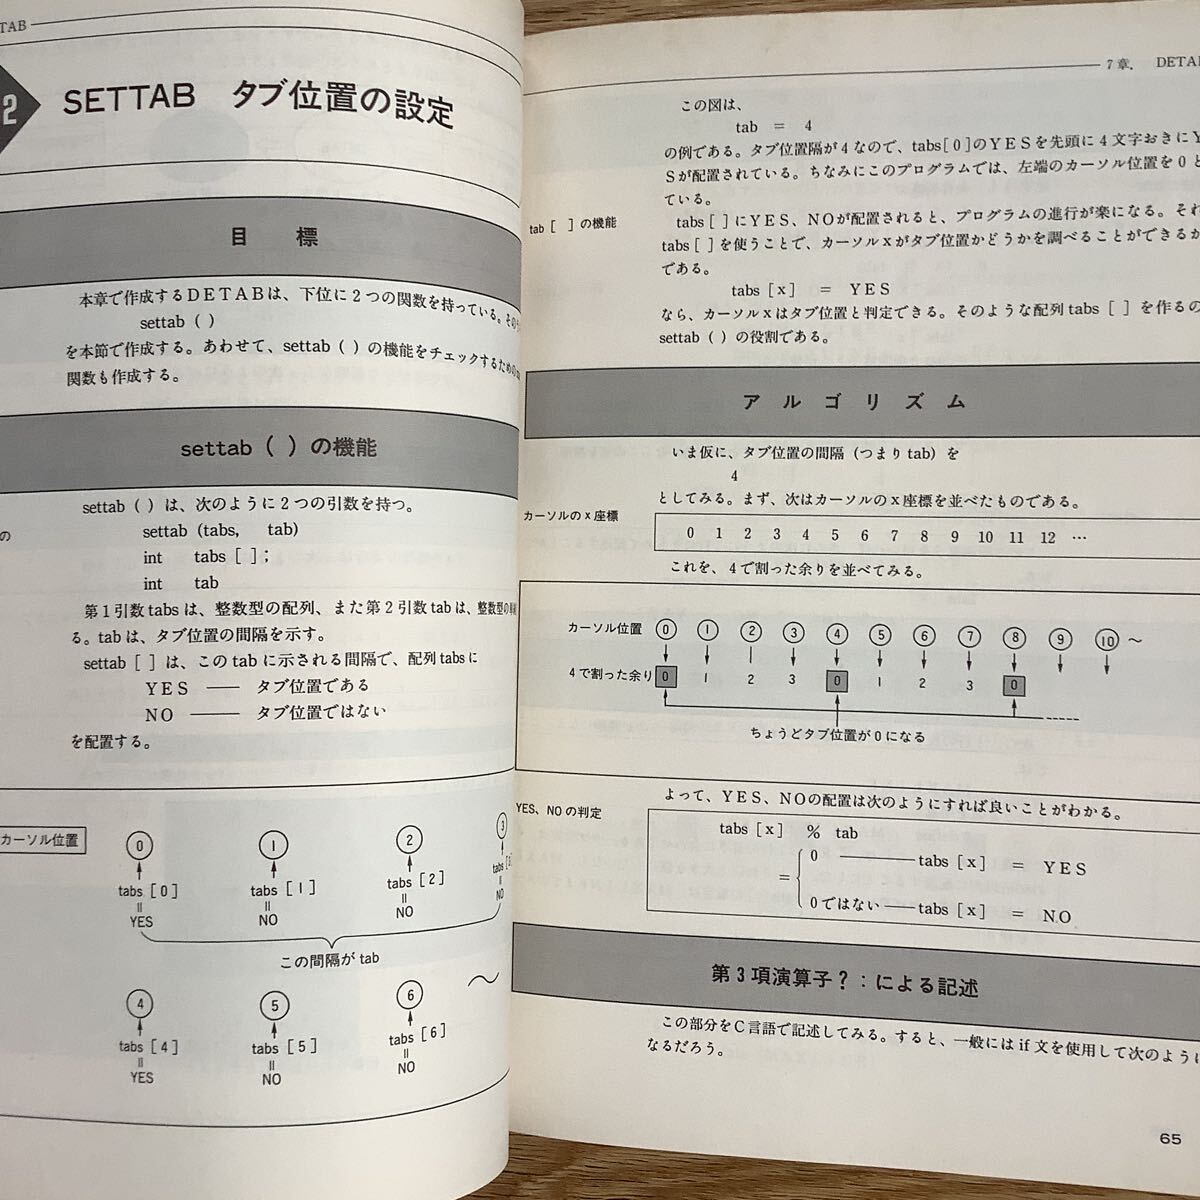 TAB
2
SETTAB タブ位置の設定
目 標
本章で作成するDETABは、下位に2つの関数を持っている。その
settab ( )
を本節で作成する。あわせて、settab ( ) の機能をチェックするための
関数も作成する。
settab ( ) の機能
settab ( ) は、次のように2つの引数を持つ。
の
settab (tabs, tab)
int tabs [ ] ;
int tab
第1引数 tabs は、整数型の配列、また第2引数 tab は、整数型の
る。tab は、タブ位置の間隔を示す。
settab [ ] は、この tab に示される間隔で、配列 tabs に
YES ―― タブ位置である
NO ―― タブ位置ではない
を配置する。
カーソル位置
0 1 2 3
tabs [0] tabs [1] tabs [2] tabs [3]
= = =
YES NO NO NO
この間隔が tab
4 5 6 〜
tabs [4] tabs [5] tabs [6]
= = =
YES NO NO
7章. DETAB
この図は、
tab = 4
の例である。タブ位置隔が4なので、tabs[0]のYESを先頭に4文字おきにY
Sが配置されている。ちなみにこのプログラムでは、左端のカーソル位置を0と
ている。
tab [ ] の機能
tabs [ ] にYES、NOが配置されると、プログラムの進行が楽になる。それ
tabs [ ] を使うことで、カーソルxがタブ位置かどうかを調べることができるか
である。
tabs [x] = YES
なら、カーソルxはタブ位置と判定できる。そのような配列 tabs [ ] を作るの
settab ( ) の役割である。
アルゴリズム
いま仮に、タブ位置の間隔 (つまり tab) を
4
としてみる。まず、次はカーソルのx座標を並べたものである。
カーソルのx座標
0 1 2 3 4 5 6 7 8 9 10 11 12 …
これを、4で割った余りを並べてみる。
カーソル位置 0 1 2 3 4 5 6 7 8 9 10 〜
4で割った余り 0 1 2 3 0 1 2 3 0
ちょうどタブ位置が0になる
よって、YES、NOの配置は次のようにすれば良いことがわかる。
YES、NO の判定
tabs [x] % tab
= { 0 ―― tabs [x] = YES
0ではない ―― tabs [x] = NO
第3項演算子？：による記述
この部分をC言語で記述してみる。すると、一般には if 文を使用して次のように
なるだろう。
65